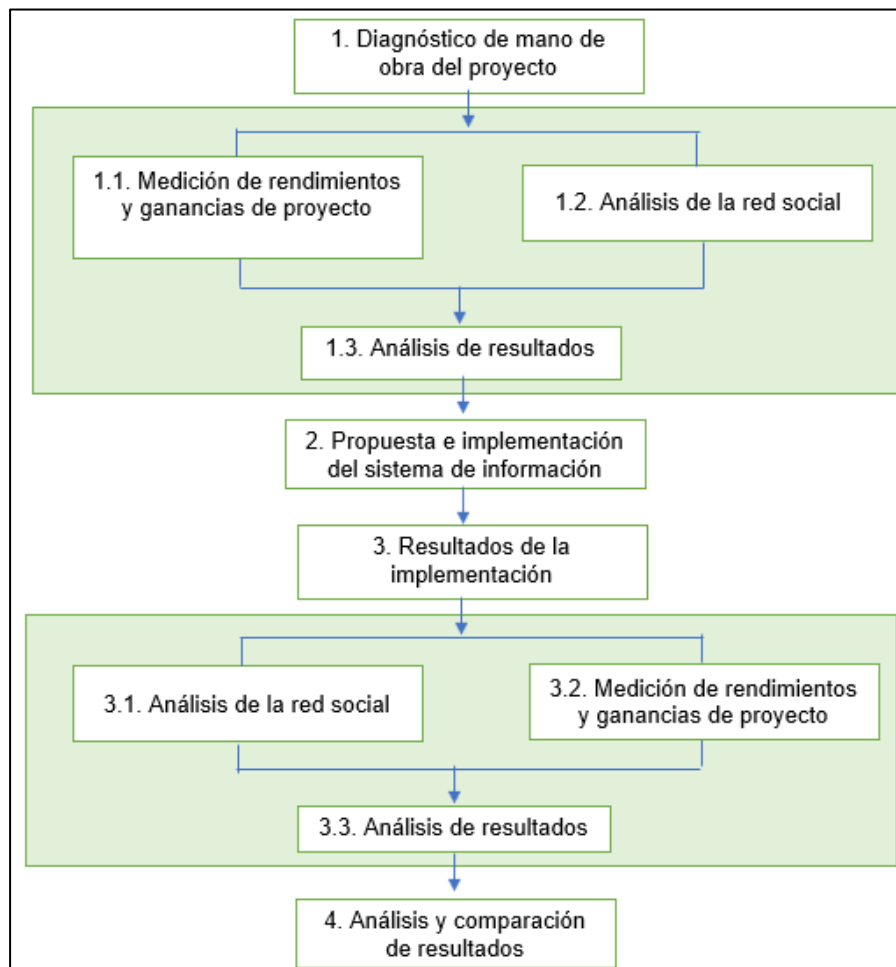 1. Diagnóstico de mano de
obra del proyecto
1.1. Medición de rendimientos
y ganancias de proyecto
1.2. Análisis de la red social
1.3. Análisis de resultados
2. Propuesta e implementación
del sistema de información
3. Resultados de la
implementación
3.1. Análisis de la red social
3.2. Medición de rendimientos
y ganancias de proyecto
3.3. Análisis de resultados
4. Análisis y comparación
de resultados